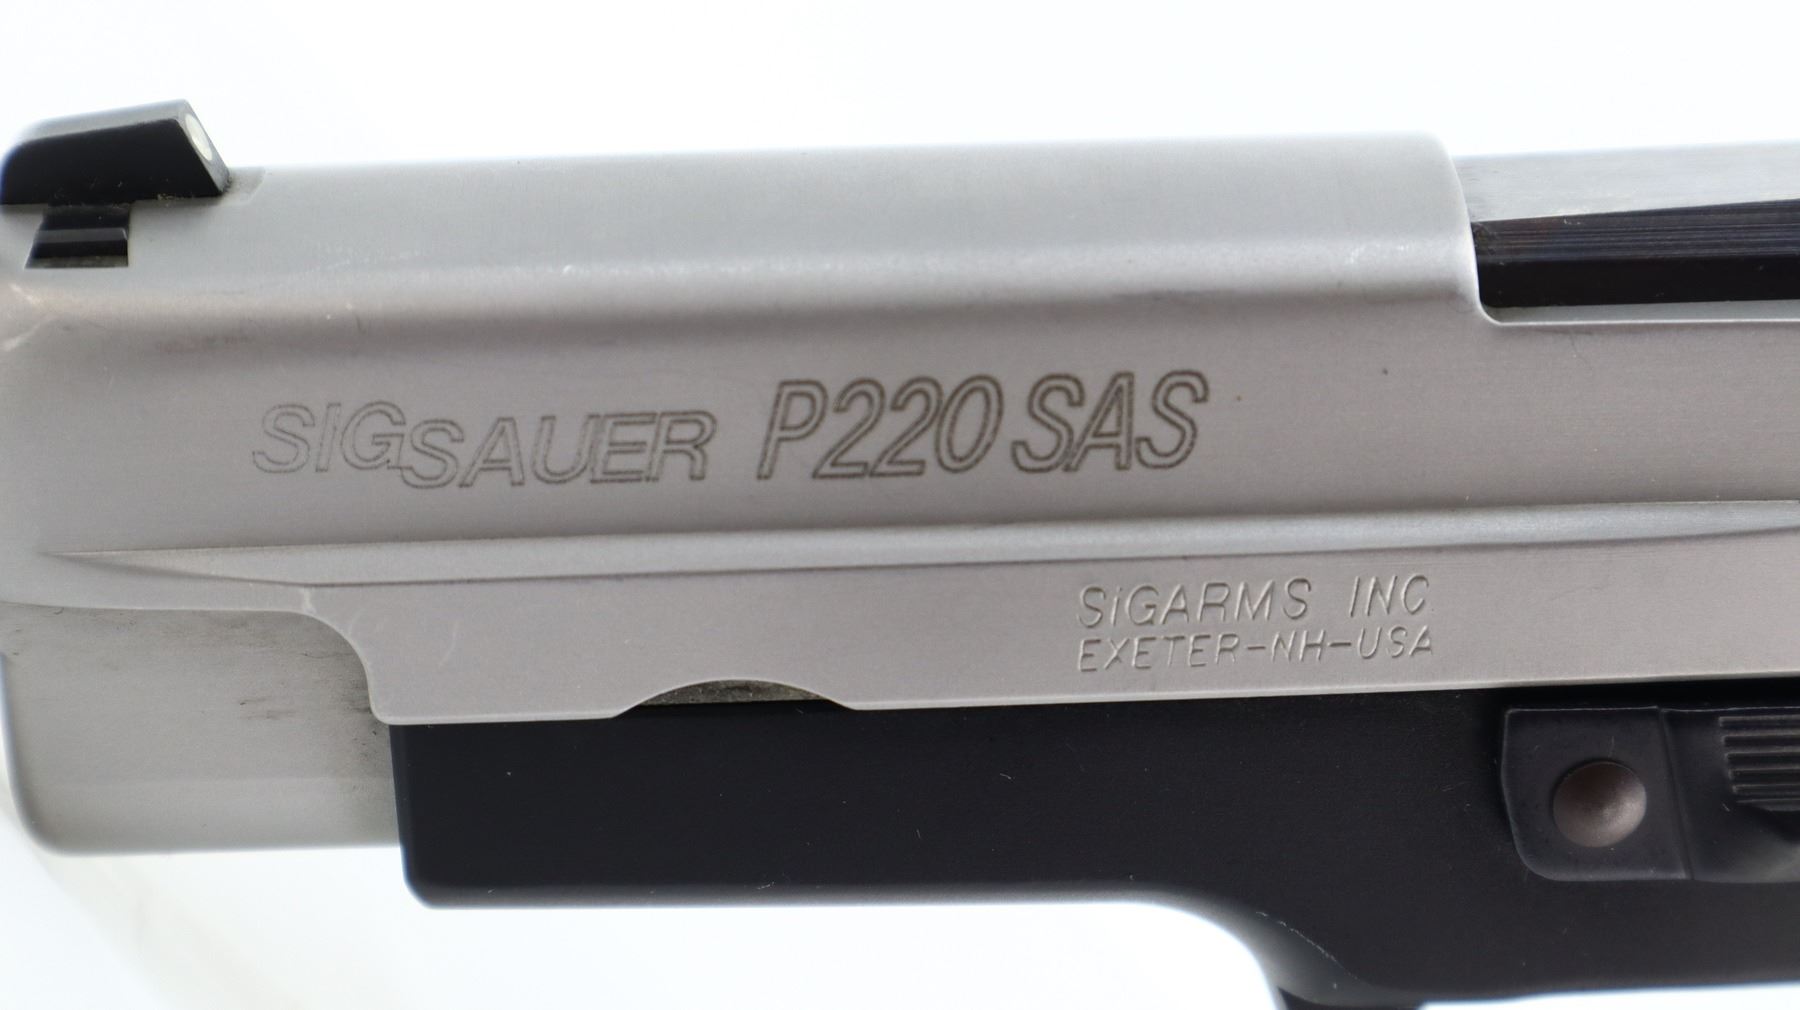 SIGSAUER P220 SAS
SIGARMS INC
EXETER-NH-USA